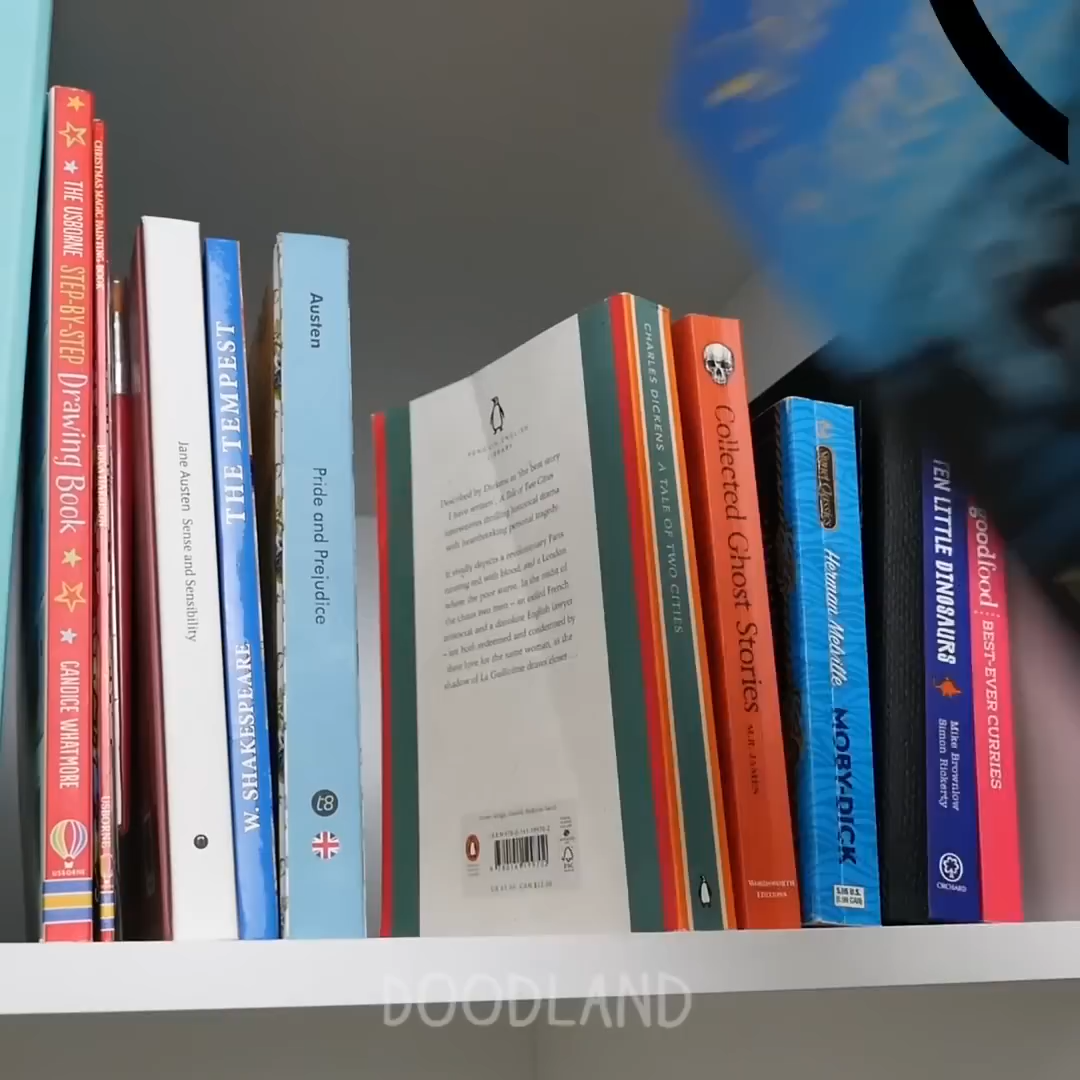 THE USBORNE STEP-BY-STEP Drawing Book
CANDICE WHATMORE
USBORNE
CHRISTMAS MAGIC PAINTING BOOK
USBORNE
Jane Austen Sense and Sensibility
THE TEMPEST
W. SHAKESPEARE
Austen
Pride and Prejudice
PENGUIN ENGLISH
LIBRARY
Described by Dickens as 'the best story
I have written', A Tale of Two Cities
interweaves thrilling historical drama
with heartbreaking personal tragedy.
It vividly depicts a revolutionary Paris
running red with blood, and a London
where the poor starve. In the midst of
the chaos two men – an exiled French
aristocrat and a dissolute English lawyer
– are both redeemed and condemned by
their love for the same woman, as the
shadow of La Guillotine draws closer ...
CHARLES DICKENS A TALE OF TWO CITIES
Collected Ghost Stories
M.R. JAMES
WORDSWORTH
EDITIONS
Herman Melville
MOBY-DICK
TEN LITTLE DINOSAURS
Mike Brownlow
Simon Rickerty
ORCHARD
goodfood
BEST-EVER CURRIES
DOODLAND